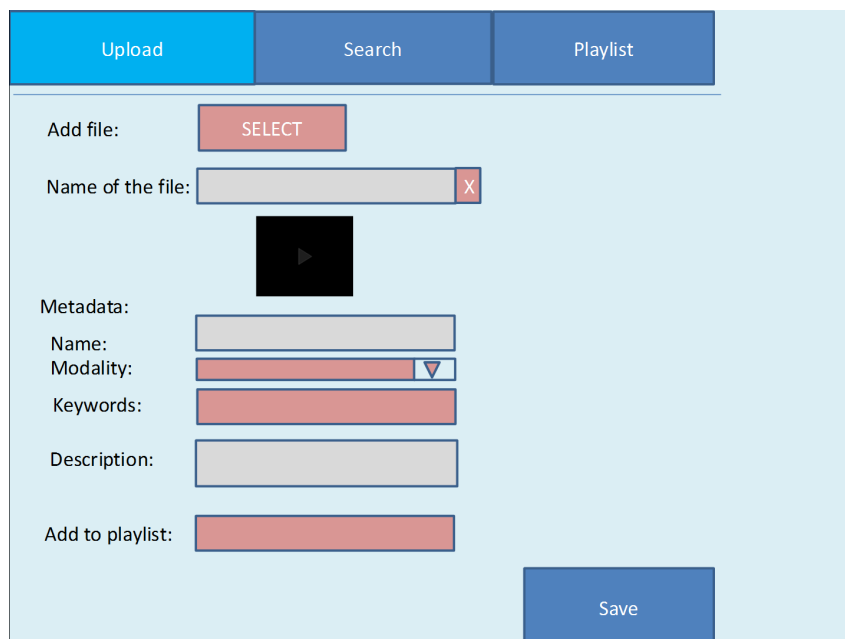 Upload Search Playlist
Add file: SELECT
Name of the file: X
Metadata:
Name:
Modality:
Keywords:
Description:
Add to playlist:
Save